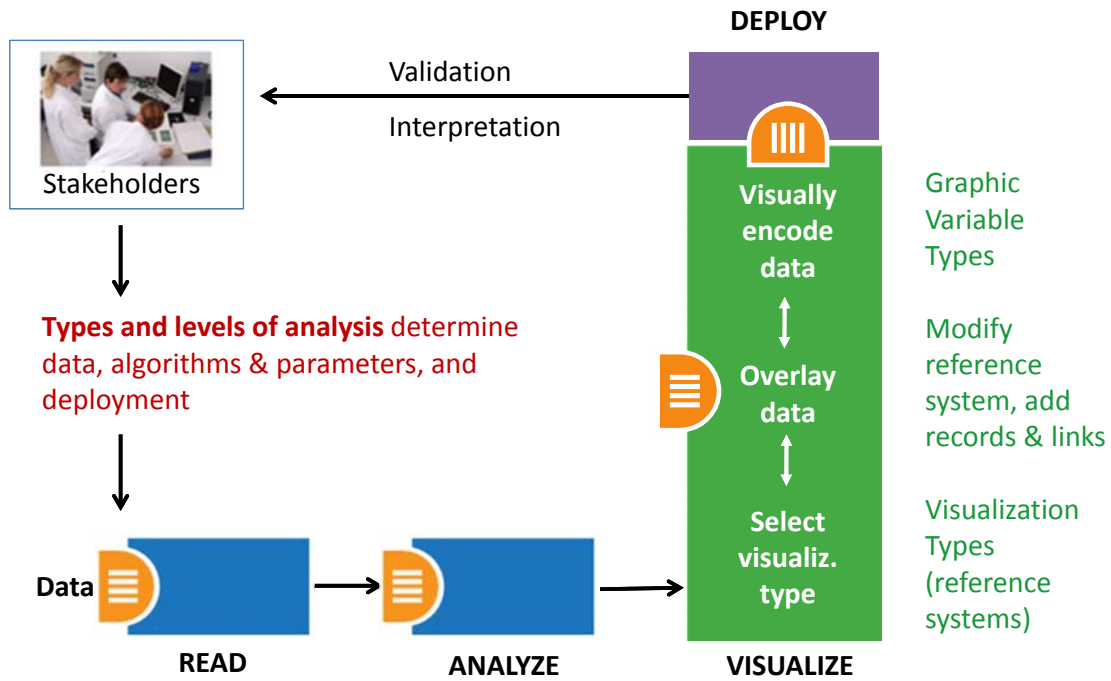 DEPLOY
Validation
Interpretation
Stakeholders
Types and levels of analysis determine
data, algorithms & parameters, and
deployment
Visually
encode
data
Graphic
Variable
Types
Overlay
data
Modify
reference
system, add
records & links
Select
visualiz.
type
Visualization
Types
(reference
systems)
Data
READ
ANALYZE
VISUALIZE